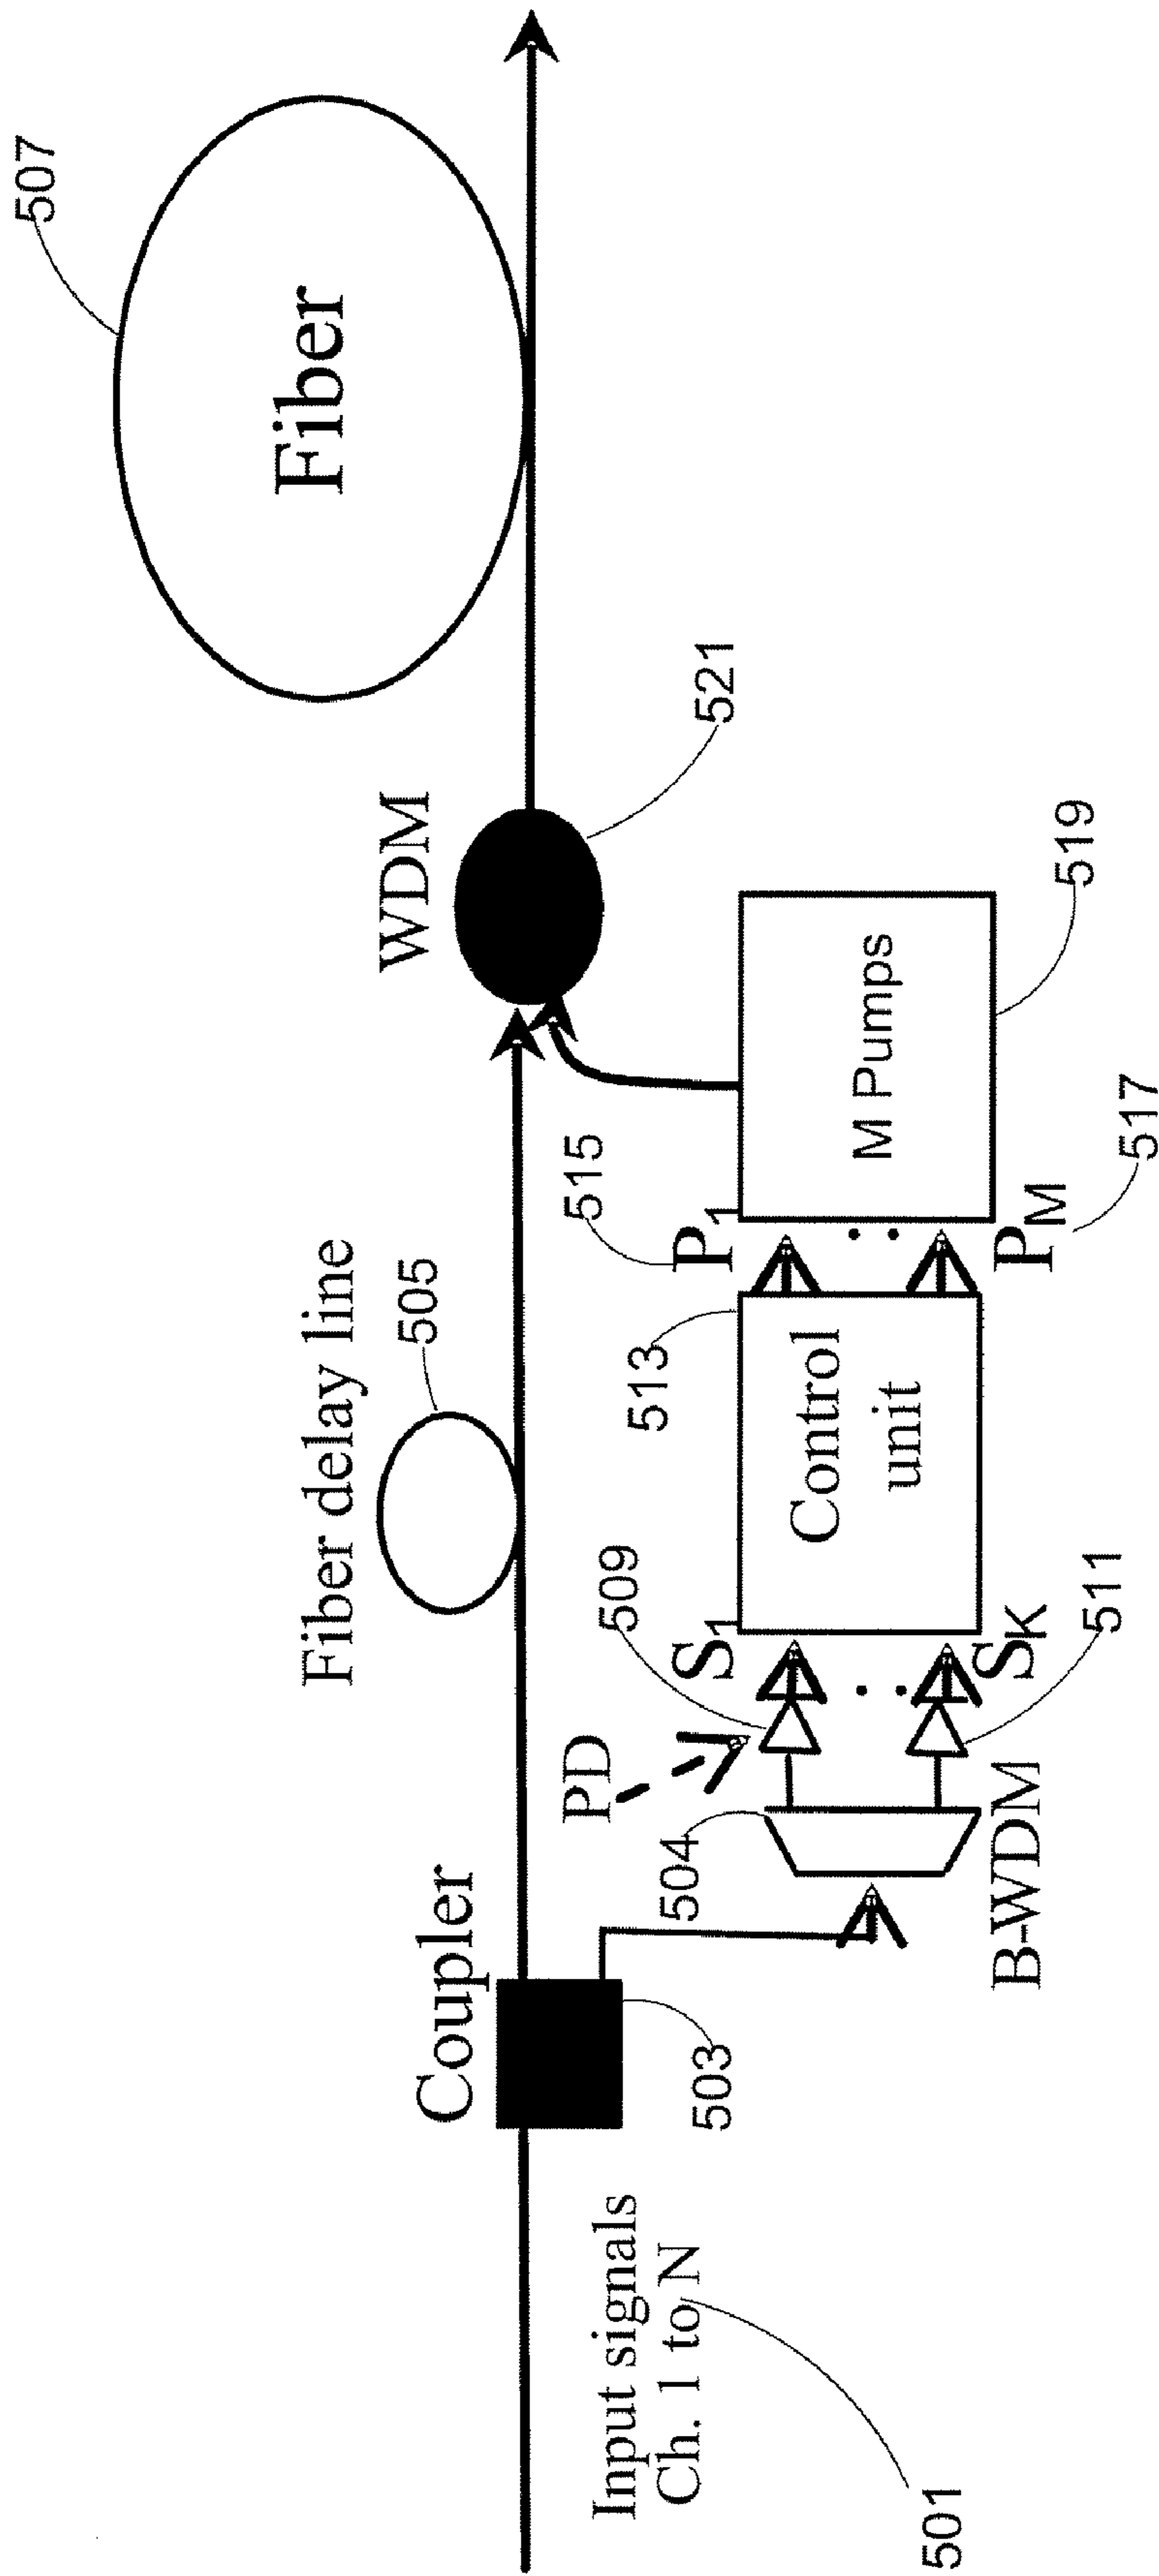 507
Fiber
WDM
521
Fiber delay line
505
Coupler
503
Input signals
Ch. 1 to N
501
PD
504
B-WDM
509
S1
SK
511
513
Control
unit
515
P1
PM
517
M Pumps
519